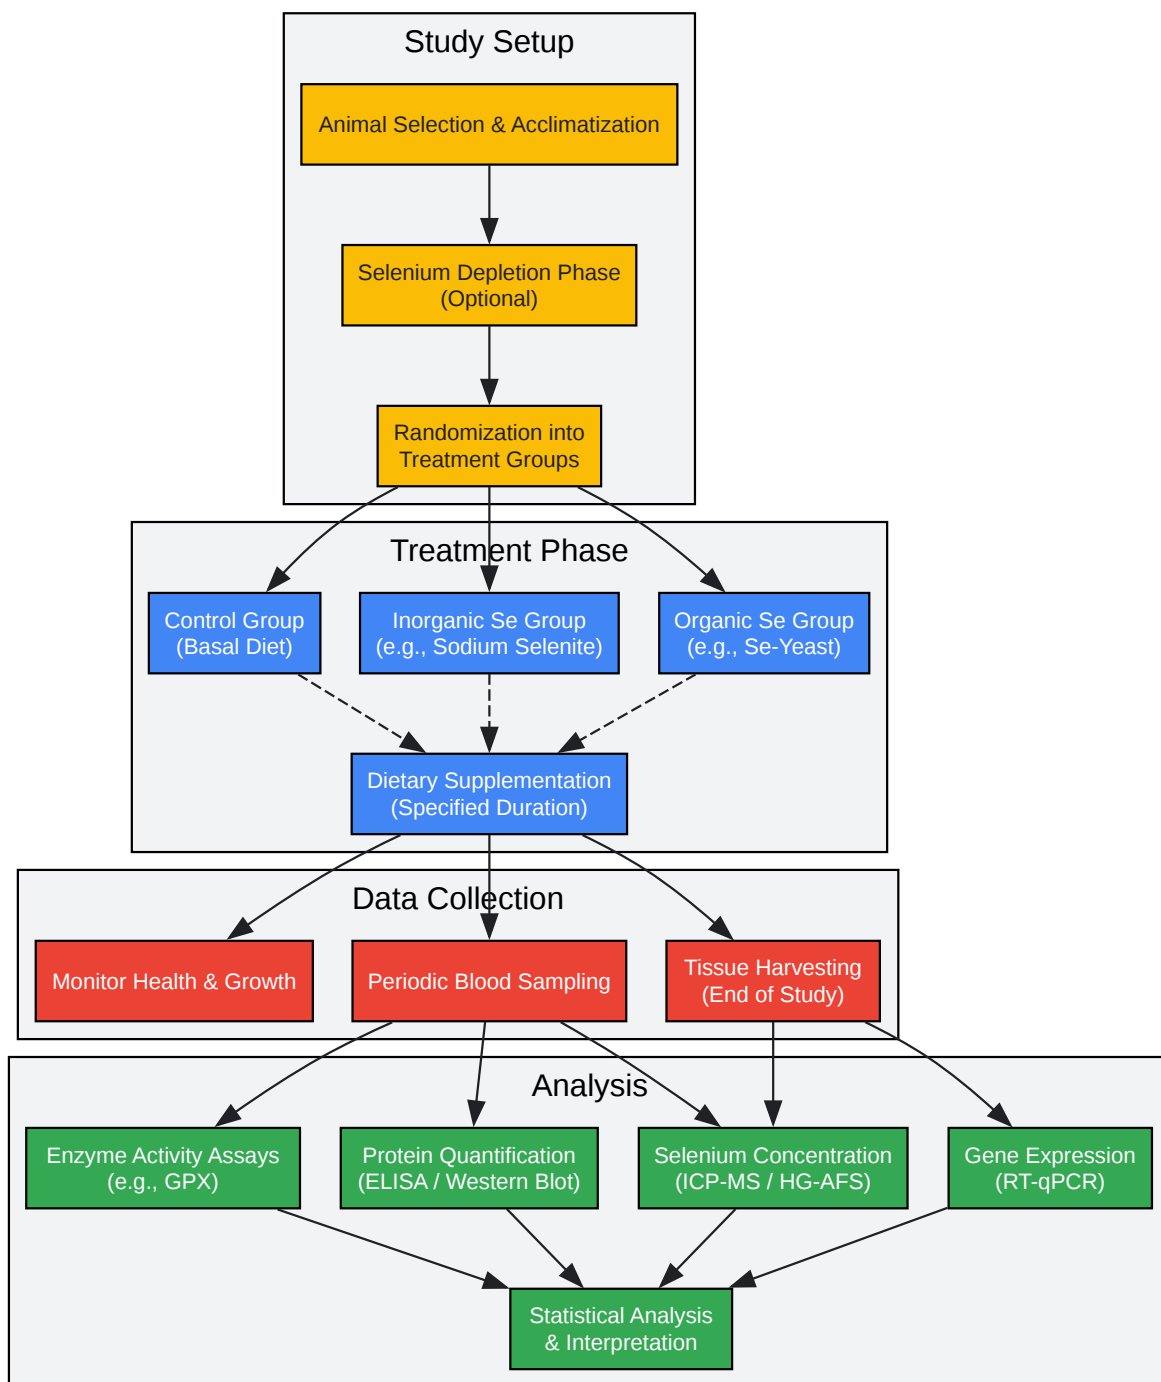 Study Setup
Animal Selection & Acclimatization
Selenium Depletion Phase
(Optional)
Randomization into
Treatment Groups
Treatment Phase
Control Group
(Basal Diet)
Inorganic Se Group
(e.g., Sodium Selenite)
Organic Se Group
(e.g., Se-Yeast)
Dietary Supplementation
(Specified Duration)
Data Collection
Monitor Health & Growth
Periodic Blood Sampling
Tissue Harvesting
(End of Study)
Analysis
Enzyme Activity Assays
(e.g., GPX)
Protein Quantification
(ELISA / Western Blot)
Selenium Concentration
(ICP-MS / HG-AFS)
Gene Expression
(RT-qPCR)
Statistical Analysis
& Interpretation